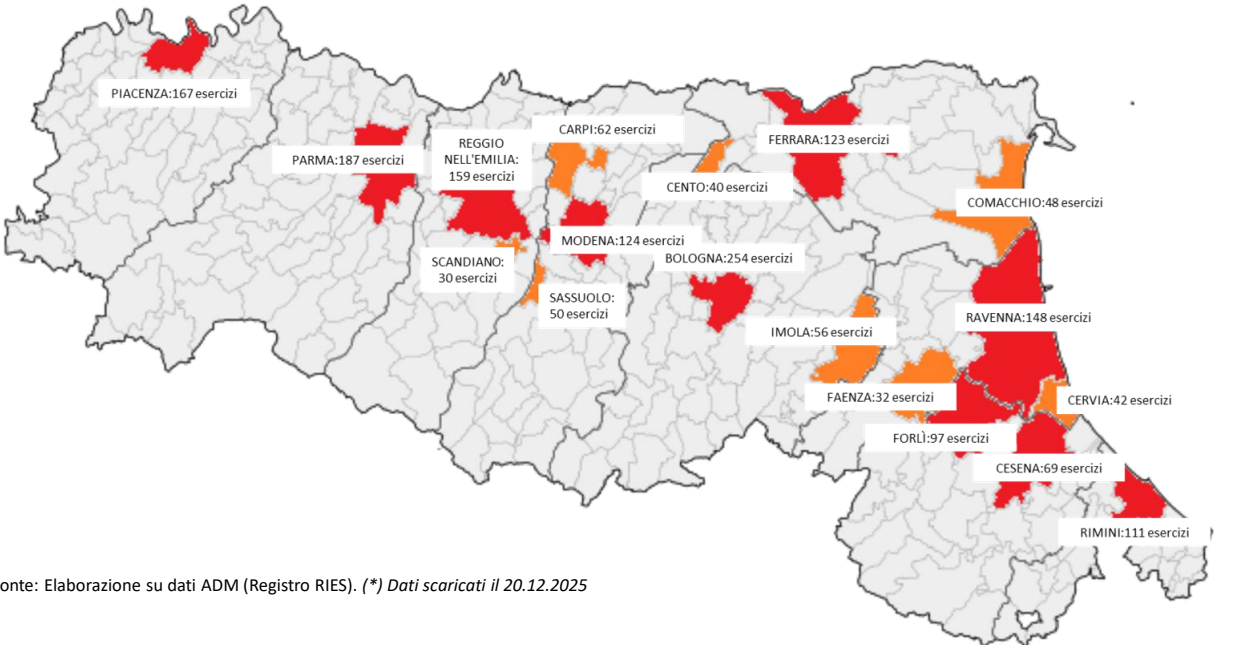 PIACENZA:167 esercizi
CARPI:62 esercizi
FERRARA:123 esercizi
REGGIO
NELL'EMILIA:
159 esercizi
PARMA:187 esercizi
CENTO:40 esercizi
COMACCHIO:48 esercizi
MODENA:124 esercizi
SCANDIANO:
30 esercizi
BOLOGNA:254 esercizi
SASSUOLO:
50 esercizi
RAVENNA:148 esercizi
IMOLA:56 esercizi
FAENZA:32 esercizi
CERVIA:42 esercizi
FORLÌ:97 esercizi
CESENA:69 esercizi
RIMINI:111 esercizi
onte: Elaborazione su dati ADM (Registro RIES). (*) Dati scaricati il 20.12.2025